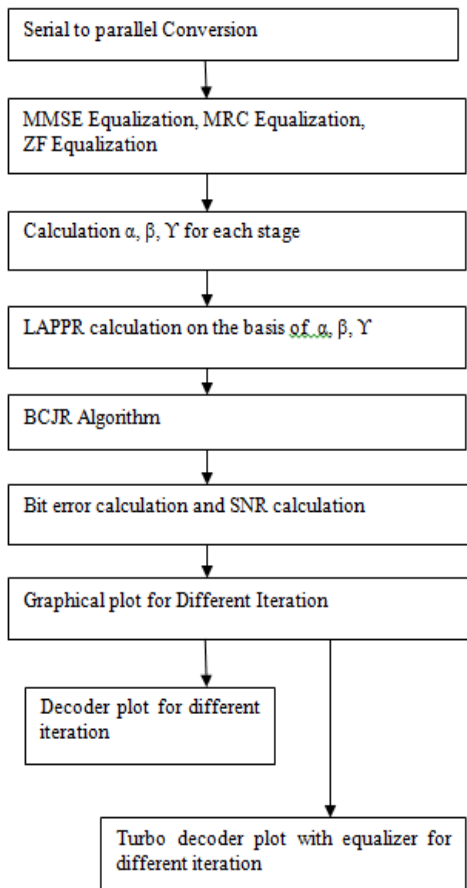 Serial to parallel Conversion
MMSE Equalization, MRC Equalization,
ZF Equalization
Calculation α, β, ϒ for each stage
LAPPR calculation on the basis of α, β, ϒ
BCJR Algorithm
Bit error calculation and SNR calculation
Graphical plot for Different Iteration
Decoder plot for different
iteration
Turbo decoder plot with equalizer for
different iteration